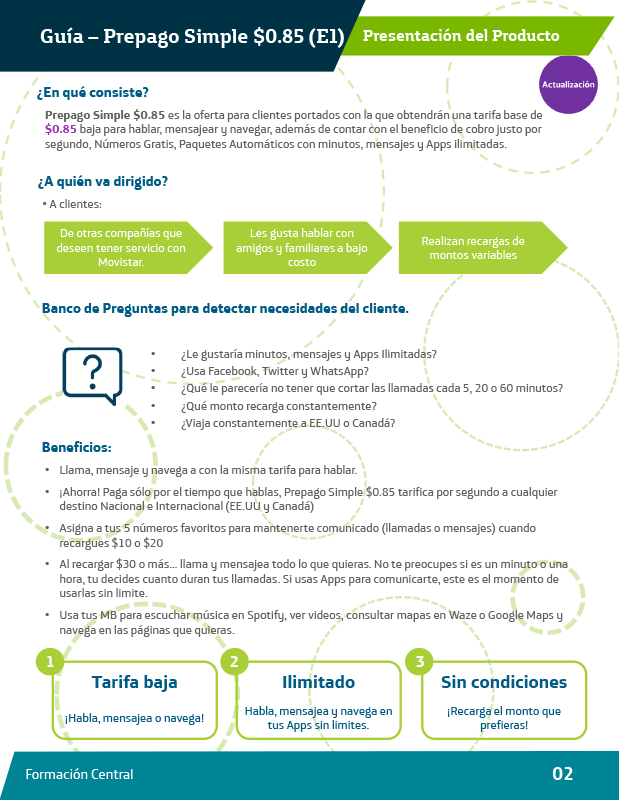 Guía – Prepago Simple $0.85 (E1)
Presentación del Producto
Actualización
¿En qué consiste?
Prepago Simple $0.85 es la oferta para clientes portados con la que obtendrán una tarifa base de
$0.85 baja para hablar, mensajear y navegar, además de contar con el beneficio de cobro justo por
segundo, Números Gratis, Paquetes Automáticos con minutos, mensajes y Apps ilimitadas.
¿A quién va dirigido?
• A clientes:
De otras compañías que
deseen tener servicio con
Movistar.
Les gusta hablar con
amigos y familiares a bajo
costo
Realizan recargas de
montos variables
Banco de Preguntas para detectar necesidades del cliente.
?
• ¿Le gustaría minutos, mensajes y Apps Ilimitadas?
• ¿Usa Facebook, Twitter y WhatsApp?
• ¿Qué le parecería no tener que cortar las llamadas cada 5, 20 o 60 minutos?
• ¿Qué monto recarga constantemente?
• ¿Viaja constantemente a EE.UU o Canadá?
Beneficios:
• Llama, mensaje y navega a con la misma tarifa para hablar.
• ¡Ahorra! Paga sólo por el tiempo que hablas, Prepago Simple $0.85 tarifica por segundo a cualquier
destino Nacional e Internacional (EE.UU y Canadá)
• Asigna a tus 5 números favoritos para mantenerte comunicado (llamadas o mensajes) cuando
recargues $10 o $20
• Al recargar $30 o más... llama y mensajea todo lo que quieras. No te preocupes si es un minuto o una
hora, tu decides cuanto duran tus llamadas. Si usas Apps para comunicarte, este es el momento de
usarlas sin limite.
• Usa tus MB para escuchar música en Spotify, ver videos, consultar mapas en Waze o Google Maps y
navega en las páginas que quieras.
1
Tarifa baja
¡Habla, mensajea o navega!
2
Ilimitado
Habla, mensajea y navega en
tus Apps sin limites.
3
Sin condiciones
¡Recarga el monto que
prefieras!
Formación Central
02